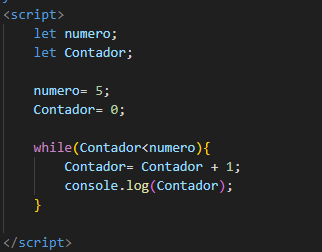 <script>
    let numero;
    let Contador;

    numero= 5;
    Contador= 0;

    while(Contador<numero){
        Contador= Contador + 1;
        console.log(Contador);
    }

</script>